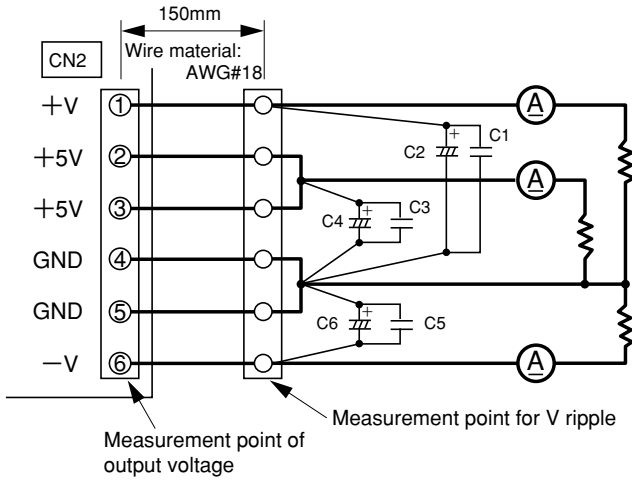 150mm
CN2
Wire material:
AWG#18
+V
①
A
+
C2
C1
+5V
②
A
+5V
③
C4
+
C3
GND
④
GND
⑤
C6
+
C5
−V
⑥
A
Measurement point for V ripple
Measurement point of
output voltage